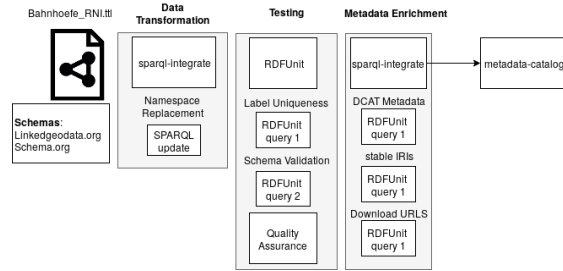 Bahnhoefe_RNI.ttl
Schemas:
Linkedgeodata.org
Schema.org
Data
Transformation
sparql-integrate
Namespace
Replacement
SPARQL
update
Testing
RDFUnit
Label Uniqueness
RDFUnit
query 1
Schema Validation
RDFUnit
query 2
Quality
Assurance
Metadata Enrichment
sparql-integrate
DCAT Metadata
RDFUnit
query 1
stable IRIs
RDFUnit
query 1
Download URLS
RDFUnit
query 1
metadata-catalog